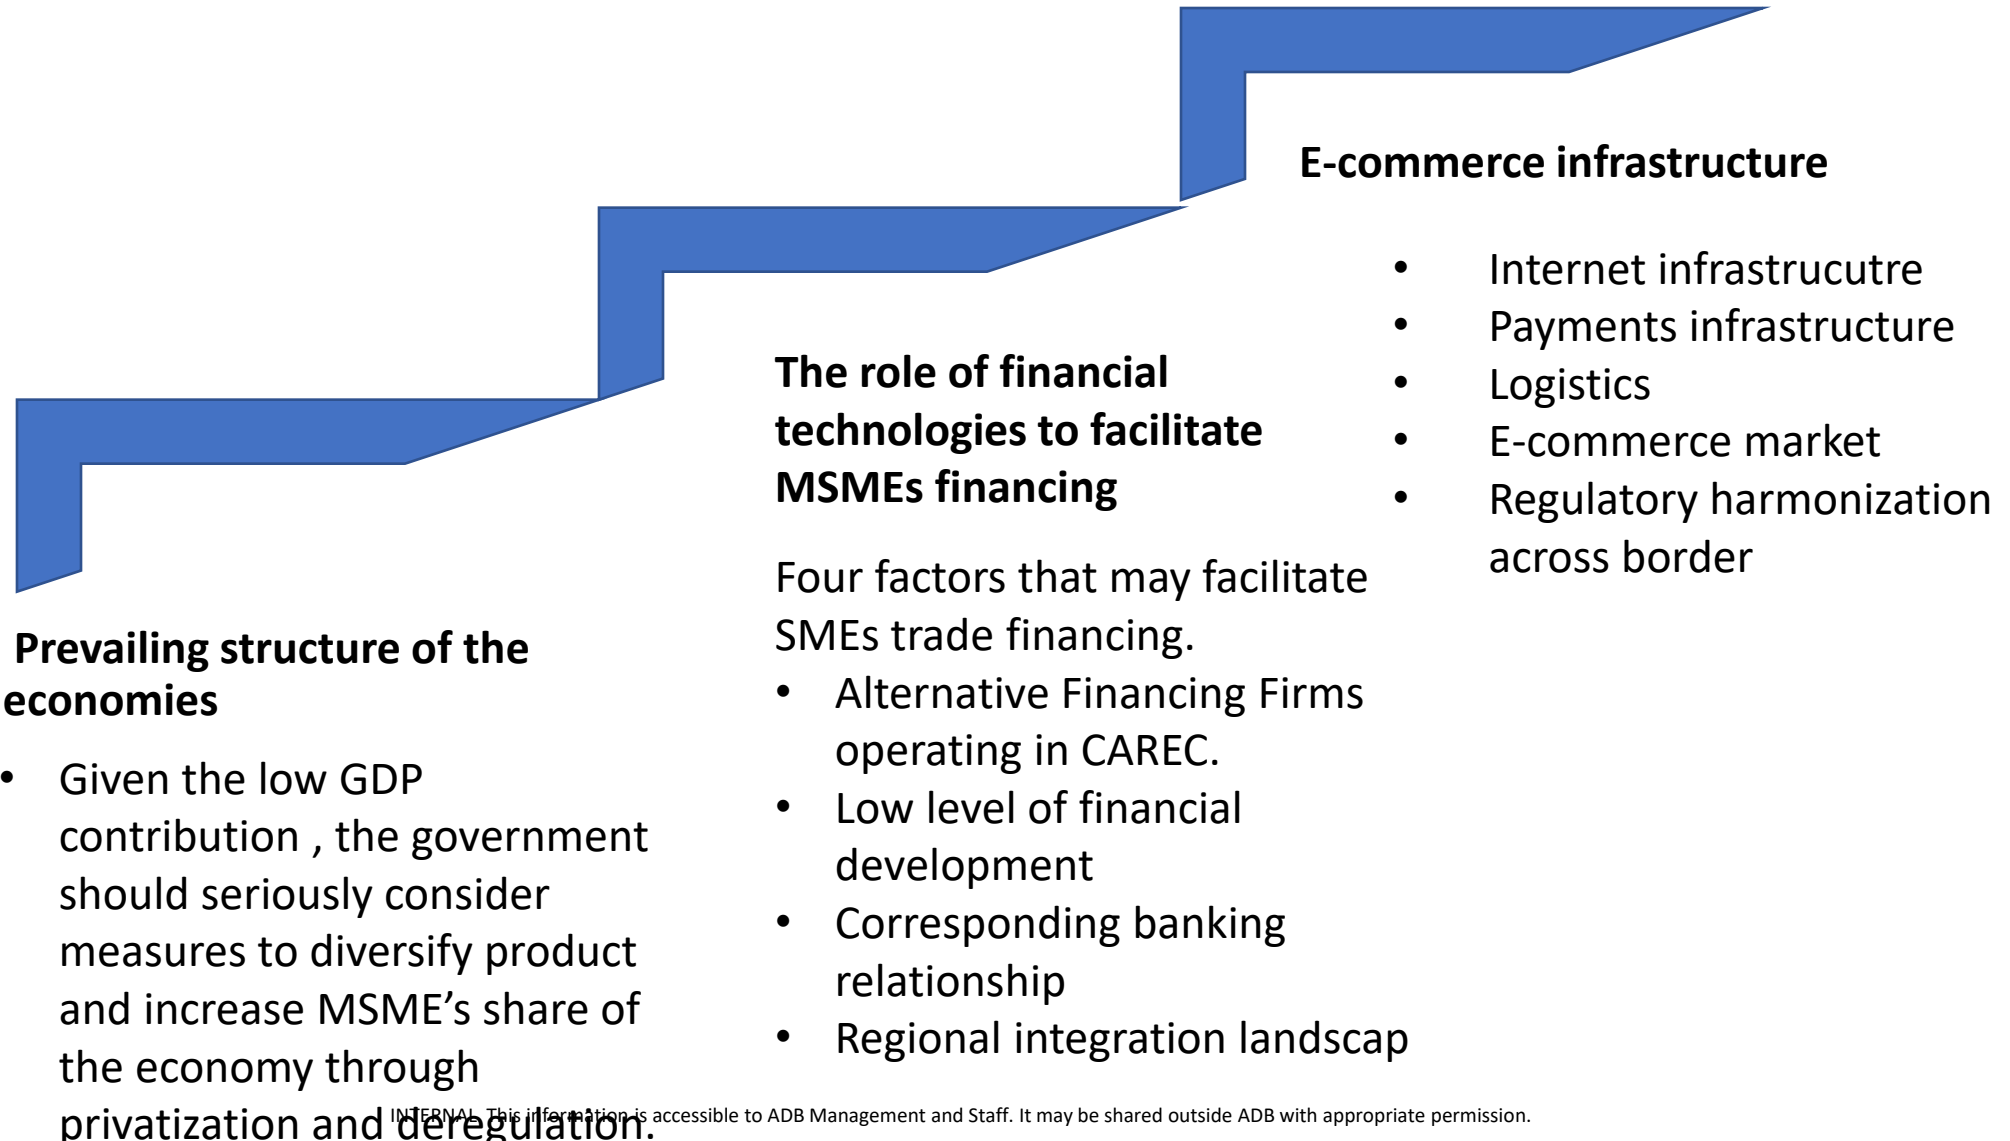 Prevailing structure of the
economies
• Given the low GDP
contribution , the government
should seriously consider
measures to diversify product
and increase MSME’s share of
the economy through
privatization and deregulation.
The role of financial
technologies to facilitate
MSMEs financing
Four factors that may facilitate
SMEs trade financing.
• Alternative Financing Firms
operating in CAREC.
• Low level of financial
development
• Corresponding banking
relationship
• Regional integration landscap
E-commerce infrastructure
• Internet infrastrucutre
• Payments infrastructure
• Logistics
• E-commerce market
• Regulatory harmonization
across border
INTERNAL. This information is accessible to ADB Management and Staff. It may be shared outside ADB with appropriate permission.